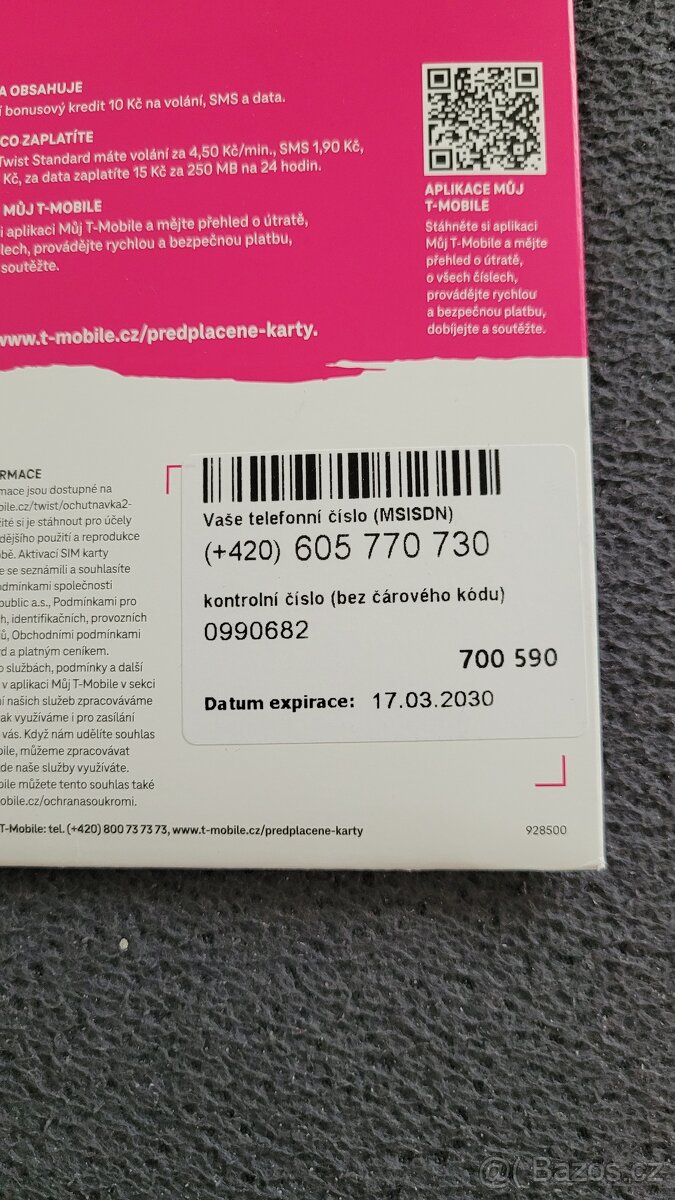 A OBSAHUJE
í bonusový kredit 10 Kč na volání, SMS a data.
CO ZAPLATÍTE
Twist Standard máte volání za 4,50 Kč/min., SMS 1,90 Kč,
Kč, za data zaplatíte 15 Kč za 250 MB na 24 hodin.
MŮJ T-MOBILE
i aplikaci Můj T-Mobile a mějte přehled o útratě,
lech, provádějte rychlou a bezpečnou platbu,
soutěžte.
www.t-mobile.cz/predplacene-karty.
APLIKACE MŮJ
T-MOBILE
Stáhněte si aplikaci
Můj T-Mobile a mějte
přehled o útratě,
o všech číslech,
provádějte rychlou
a bezpečnou platbu,
dobíjejte a soutěžte.
RMACE
mace jsou dostupné na
bile.cz/twist/ochutnavka2-
žité si je stáhnout pro účely
dějšího použití a reprodukce
bě. Aktivací SIM karty
e se seznámili a souhlasíte
odmínkami společnosti
public a.s., Podmínkami pro
h, identifikačních, provozních
ů, Obchodními podmínkami
rd a platným ceníkem.
o službách, podmínky a další
v aplikaci Můj T-Mobile v sekci
ní našich služeb zpracováváme
ak využíváme i pro zasílání
vás. Když nám udělíte souhlas
bile, můžeme zpracovávat
de naše služby využíváte.
bile můžete tento souhlas také
obile.cz/ochranasoukromi.
Vaše telefonní číslo (MSISDN)
(+420) 605 770 730
kontrolní číslo (bez čárového kódu)
0990682
700 590
Datum expirace: 17.03.2030
T-Mobile: tel. (+420) 800 73 73 73, www.t-mobile.cz/predplacene-karty
928500
@( Bazos.cz